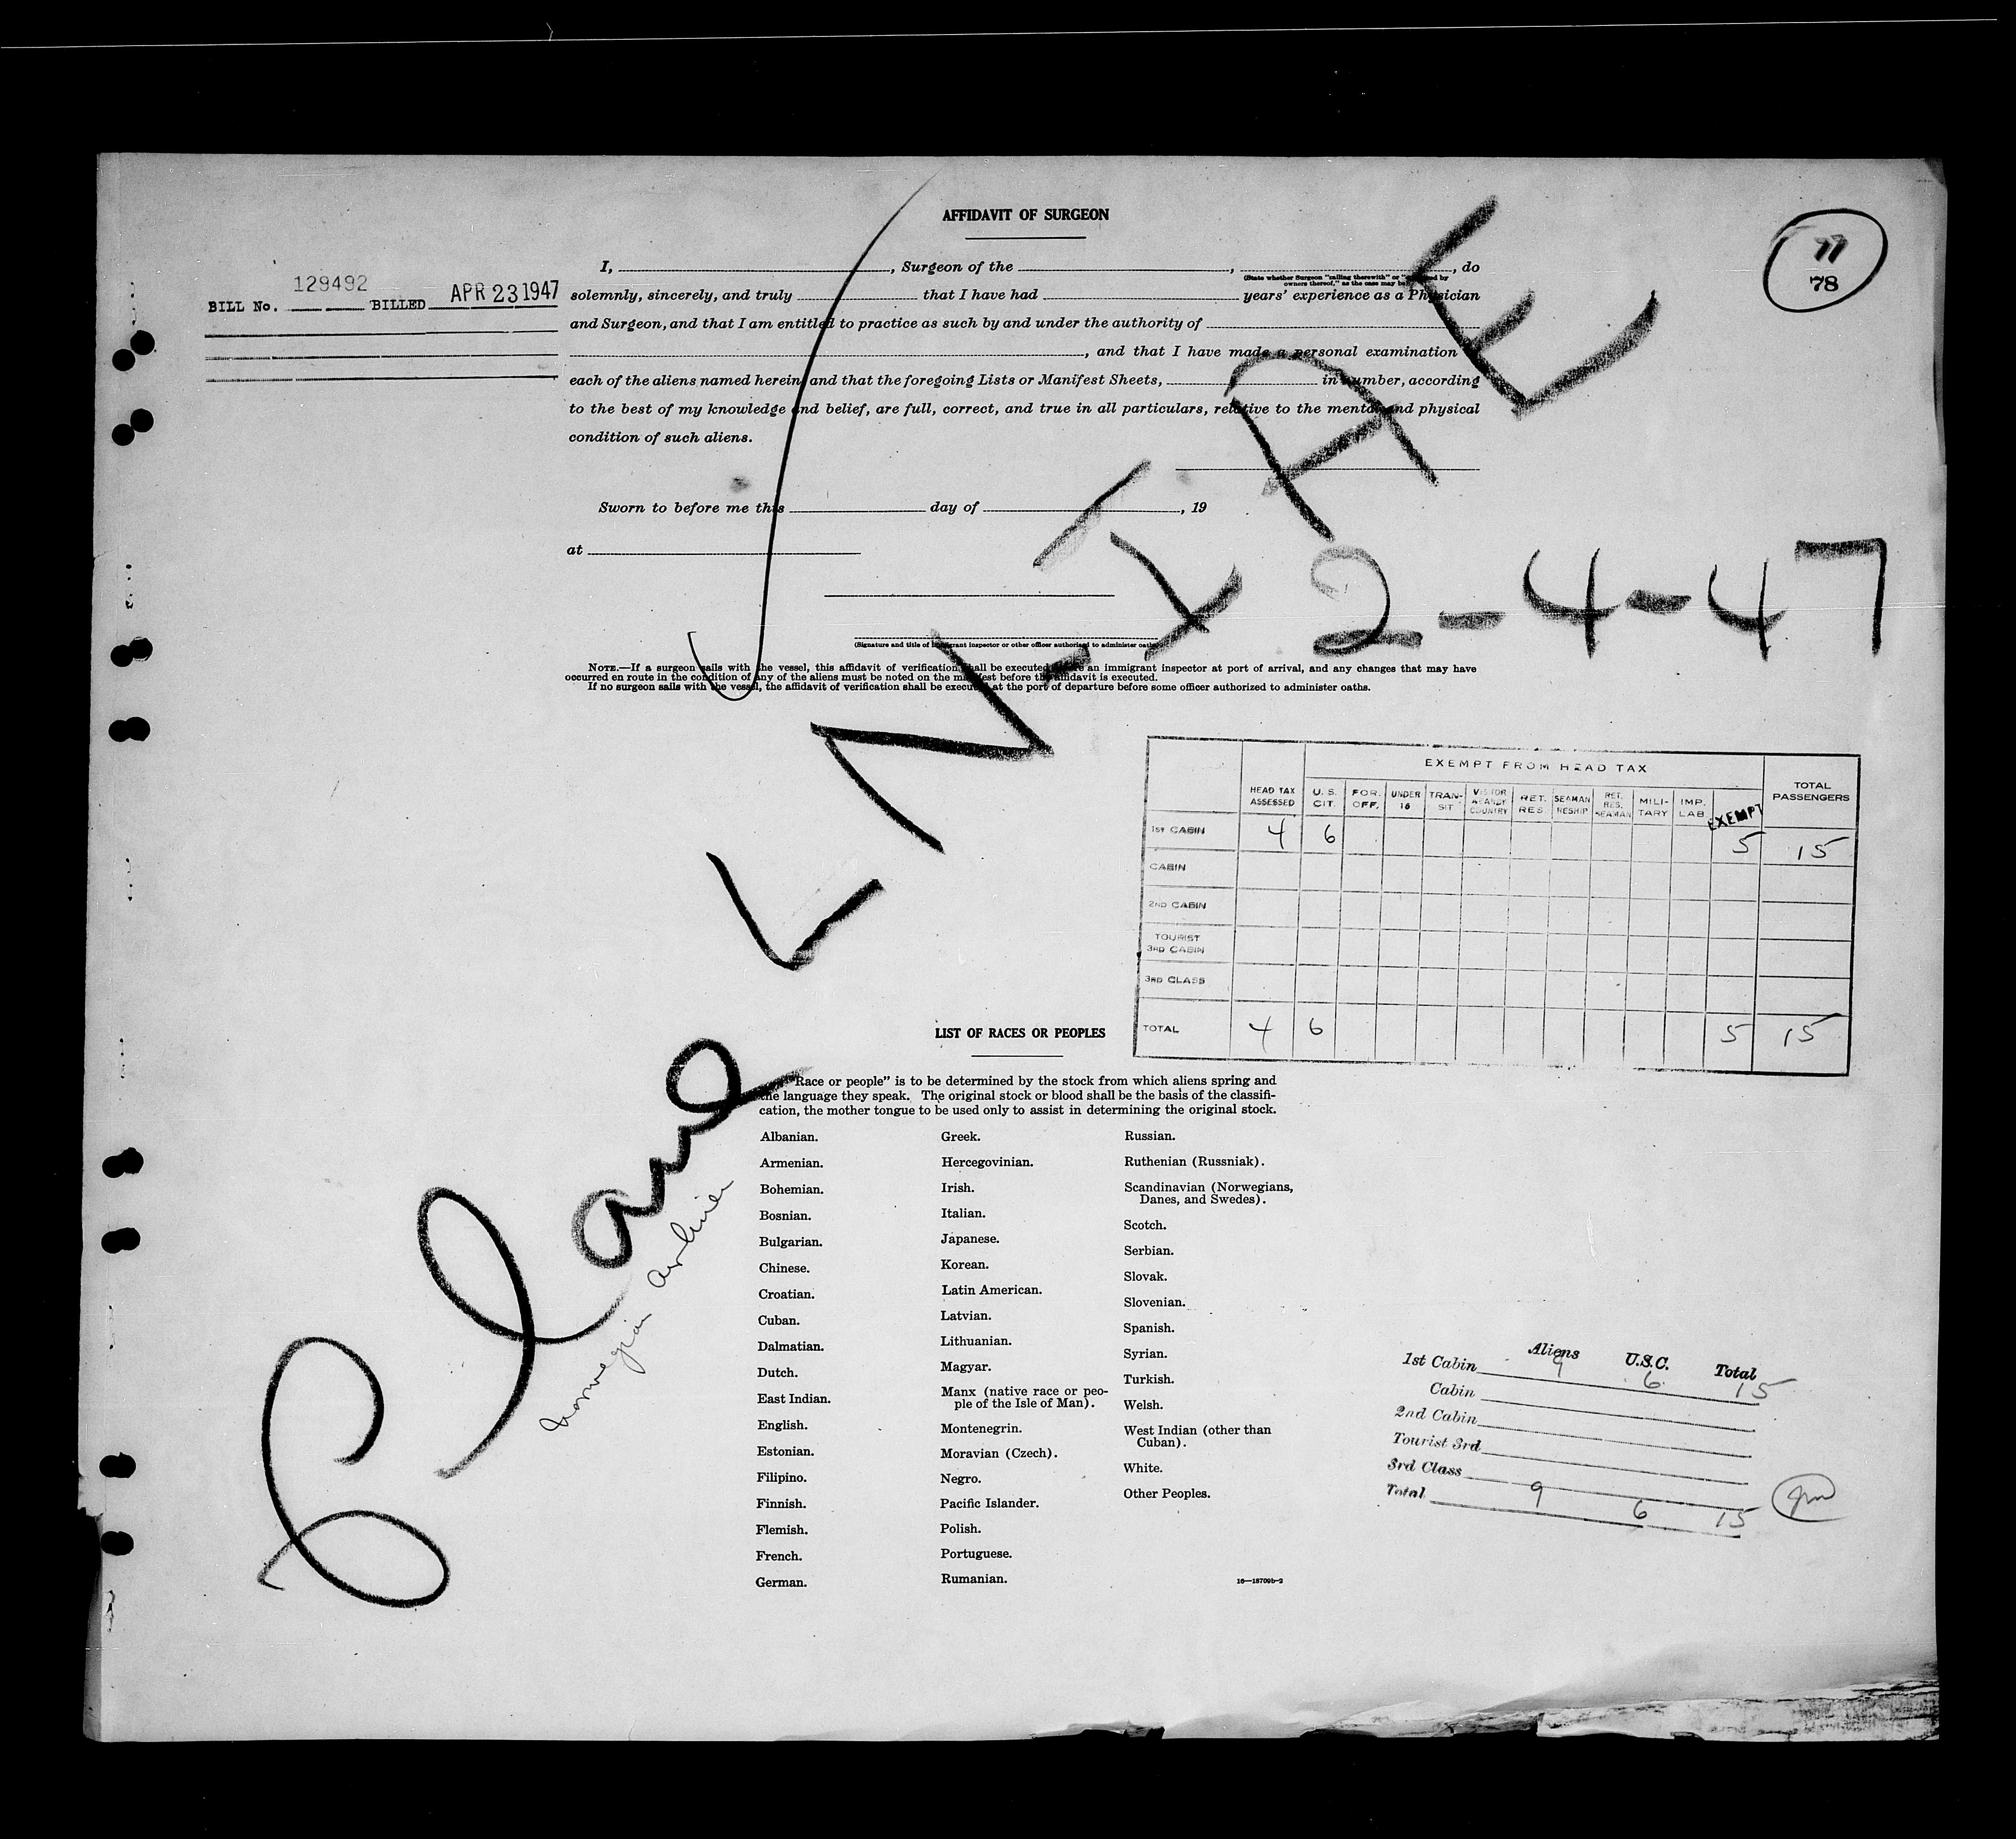 AFFIDAVIT OF SURGEON
77
78
BILL No. 129492 BILLED APR 23 1947
I, , Surgeon of the , , do
(State whether Surgeon "sailing therewith" or "employed by owners thereof," as the case may be)
solemnly, sincerely, and truly that I have had years' experience as a Physician
and Surgeon, and that I am entitled to practice as such by and under the authority of
, and that I have made a personal examination
each of the aliens named herein, and that the foregoing Lists or Manifest Sheets, in number, according
to the best of my knowledge and belief, are full, correct, and true in all particulars, relative to the mental and physical
condition of such aliens.
Sworn to before me this day of , 19
at
(Signature and title of immigrant inspector or other officer authorized to administer oaths)
NOTE.—If a surgeon sails with the vessel, this affidavit of verification shall be executed before an immigrant inspector at port of arrival, and any changes that may have
occurred en route in the condition of any of the aliens must be noted on the manifest before the affidavit is executed.
If no surgeon sails with the vessel, the affidavit of verification shall be executed at the port of departure before some officer authorized to administer oaths.
Plane LN-IAE
2-4-47
Norwegian Airlines
EXEMPT FROM HEAD TAX
HEAD TAX ASSESSED U.S. CIT. FOR. OFF. UNDER 16 TRAN-SIT VISITOR COUNTRY RET. RES. SEAMAN RESHIP RET. RES. SEAMAN MILI-TARY IMP. LAB. EXEMPT TOTAL PASSENGERS
1ST CABIN 4 6 5 15
CABIN
2ND CABIN
TOURIST 3RD CABIN
3RD CLASS
TOTAL 4 6 5 15
LIST OF RACES OR PEOPLES
"Race or people" is to be determined by the stock from which aliens spring and
the language they speak. The original stock or blood shall be the basis of the classifi-
cation, the mother tongue to be used only to assist in determining the original stock.
Albanian.
Armenian.
Bohemian.
Bosnian.
Bulgarian.
Chinese.
Croatian.
Cuban.
Dalmatian.
Dutch.
East Indian.
English.
Estonian.
Filipino.
Finnish.
Flemish.
French.
German.
Greek.
Hercegovinian.
Irish.
Italian.
Japanese.
Korean.
Latin American.
Latvian.
Lithuanian.
Magyar.
Manx (native race or peo-
ple of the Isle of Man).
Montenegrin.
Moravian (Czech).
Negro.
Pacific Islander.
Polish.
Portuguese.
Rumanian.
Russian.
Ruthenian (Russniak).
Scandinavian (Norwegians,
Danes, and Swedes).
Scotch.
Serbian.
Slovak.
Slovenian.
Spanish.
Syrian.
Turkish.
Welsh.
West Indian (other than
Cuban).
White.
Other Peoples.
16—18709b-2
Aliens U.S.C. Total
1st Cabin 9 6 15
Cabin
2nd Cabin
Tourist 3rd
3rd Class
Total 9 6 15